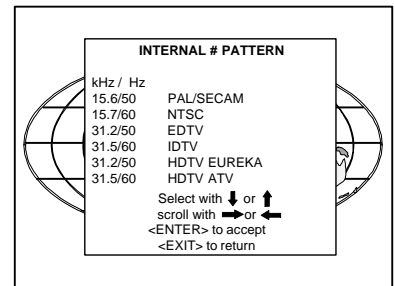 INTERNAL # PATTERN
kHz / Hz
15.6/50 PAL/SECAM
15.7/60 NTSC
31.2/50 EDTV
31.5/60 IDTV
31.2/50 HDTV EUREKA
31.5/60 HDTV ATV
Select with ⬇ or ⬆
scroll with ➡ or ⬅
<ENTER> to accept
<EXIT> to return